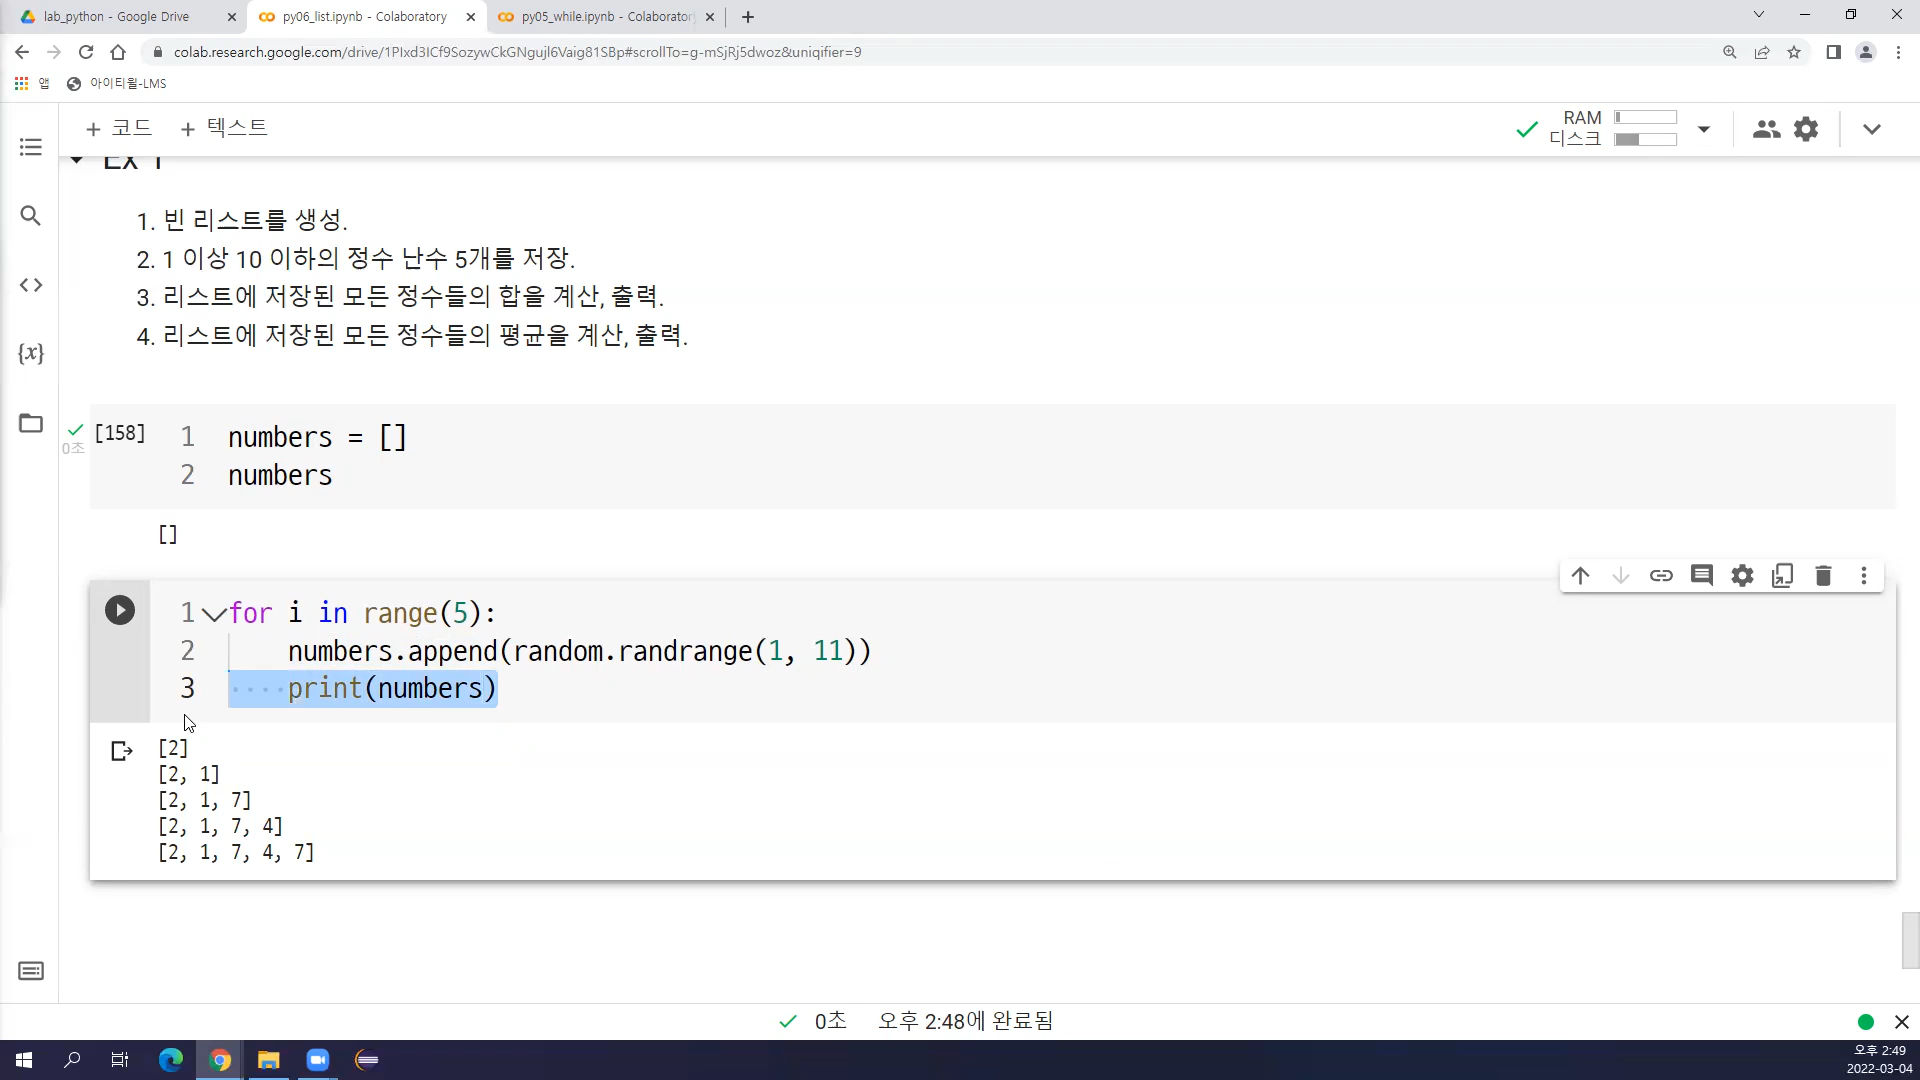 lab_python - Google Drive
py06_list.ipynb - Colaboratory
py05_while.ipynb - Colaborator
colab.research.google.com/drive/1PIxd3ICf9SozywCkGNgujl6Vaig81SBp#scrollTo=g-mSjRj5dwoz&uniqifier=9
앱
아이티윌-LMS
+ 코드
+ 텍스트
RAM
디스크
Ex 1
1. 빈 리스트를 생성.
2. 1 이상 10 이하의 정수 난수 5개를 저장.
3. 리스트에 저장된 모든 정수들의 합을 계산, 출력.
4. 리스트에 저장된 모든 정수들의 평균을 계산, 출력.
[158]
0초
1 numbers = []
2 numbers
[]
1 for i in range(5):
2 numbers.append(random.randrange(1, 11))
3 print(numbers)
[2]
[2, 1]
[2, 1, 7]
[2, 1, 7, 4]
[2, 1, 7, 4, 7]
0초 오후 2:48에 완료됨
오후 2:49
2022-03-04